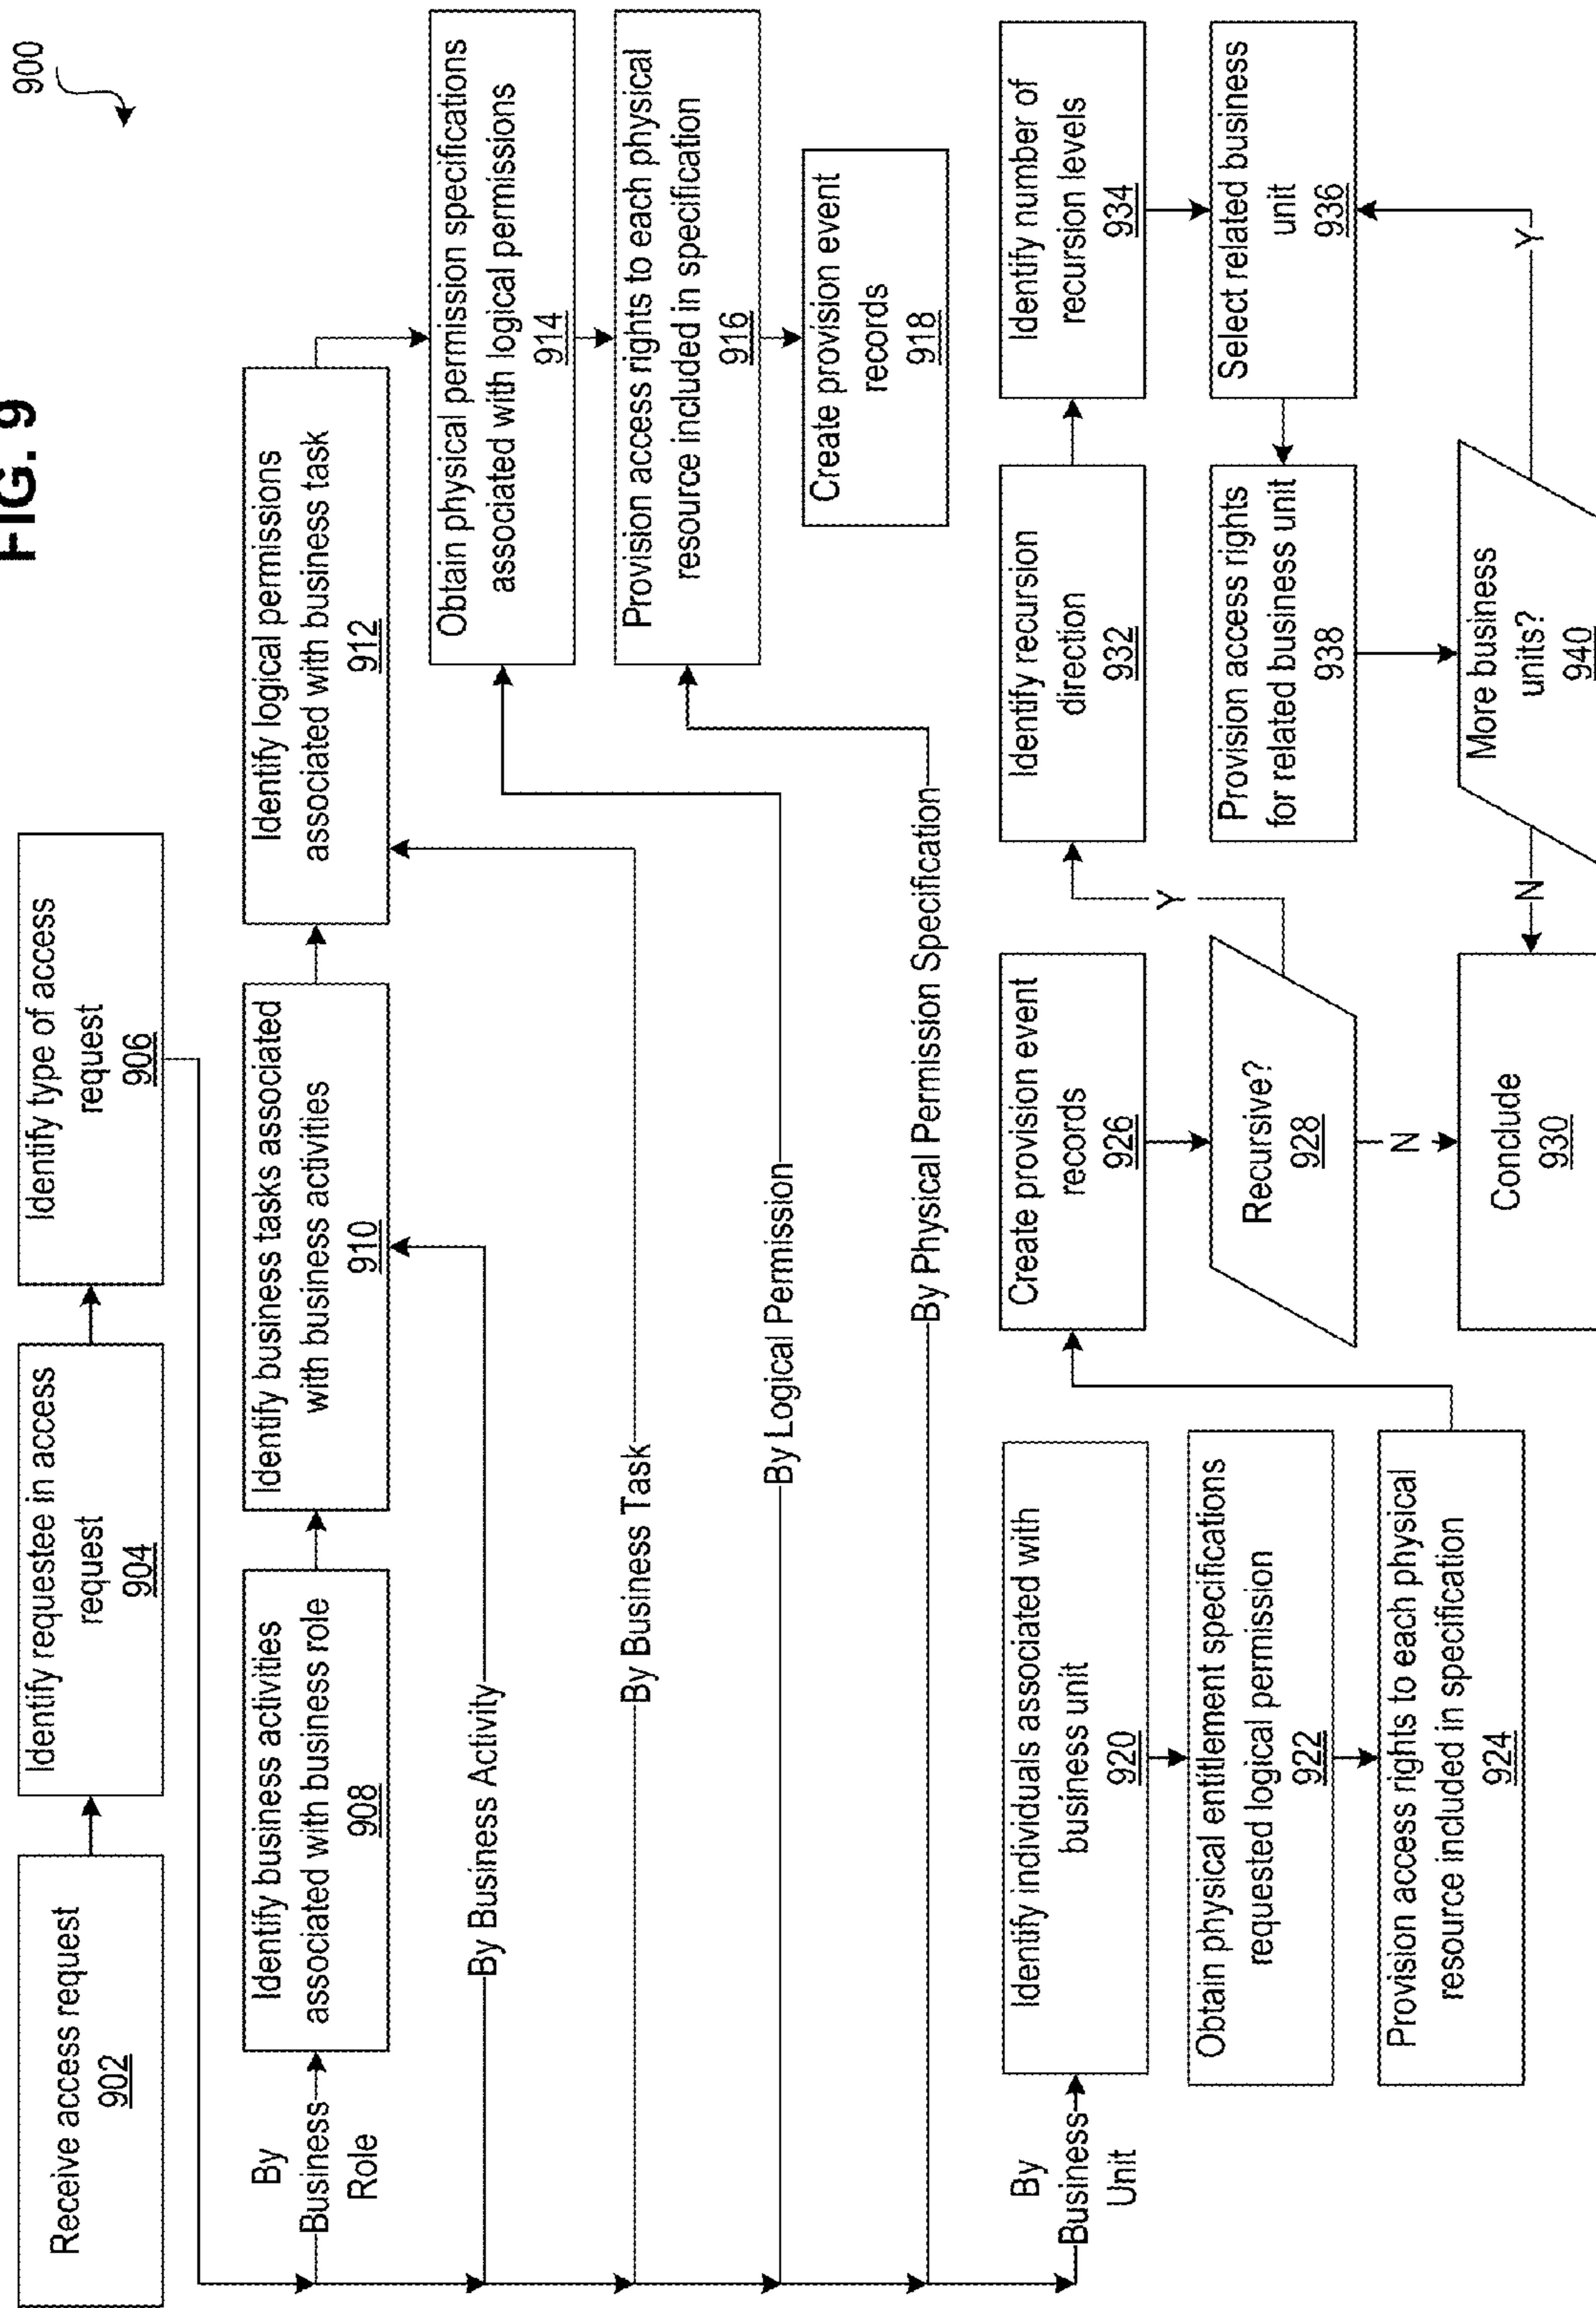 FIG. 9
900
Receive access request
902
Identify requestee in access
request
904
Identify type of access
request
906
By
Business
Role
Identify business activities
associated with business role
908
Identify business tasks associated
with business activities
910
Identify logical permissions
associated with business task
912
By Business Activity
By Business Task
By Logical Permission
By Physical Permission Specification
Obtain physical permission specifications
associated with logical permissions
914
Provision access rights to each physical
resource included in specification
916
Create provision event
records
918
By
Business
Unit
Identify individuals associated with
business unit
920
Obtain physical entitlement specifications
requested logical permission
922
Provision access rights to each physical
resource included in specification
924
Create provision event
records
926
Recursive?
928
Y
N
Conclude
930
Identify recursion
direction
932
Identify number of
recursion levels
934
Select related business
unit
936
Provision access rights
for related business unit
938
More business
units?
940
N
Y